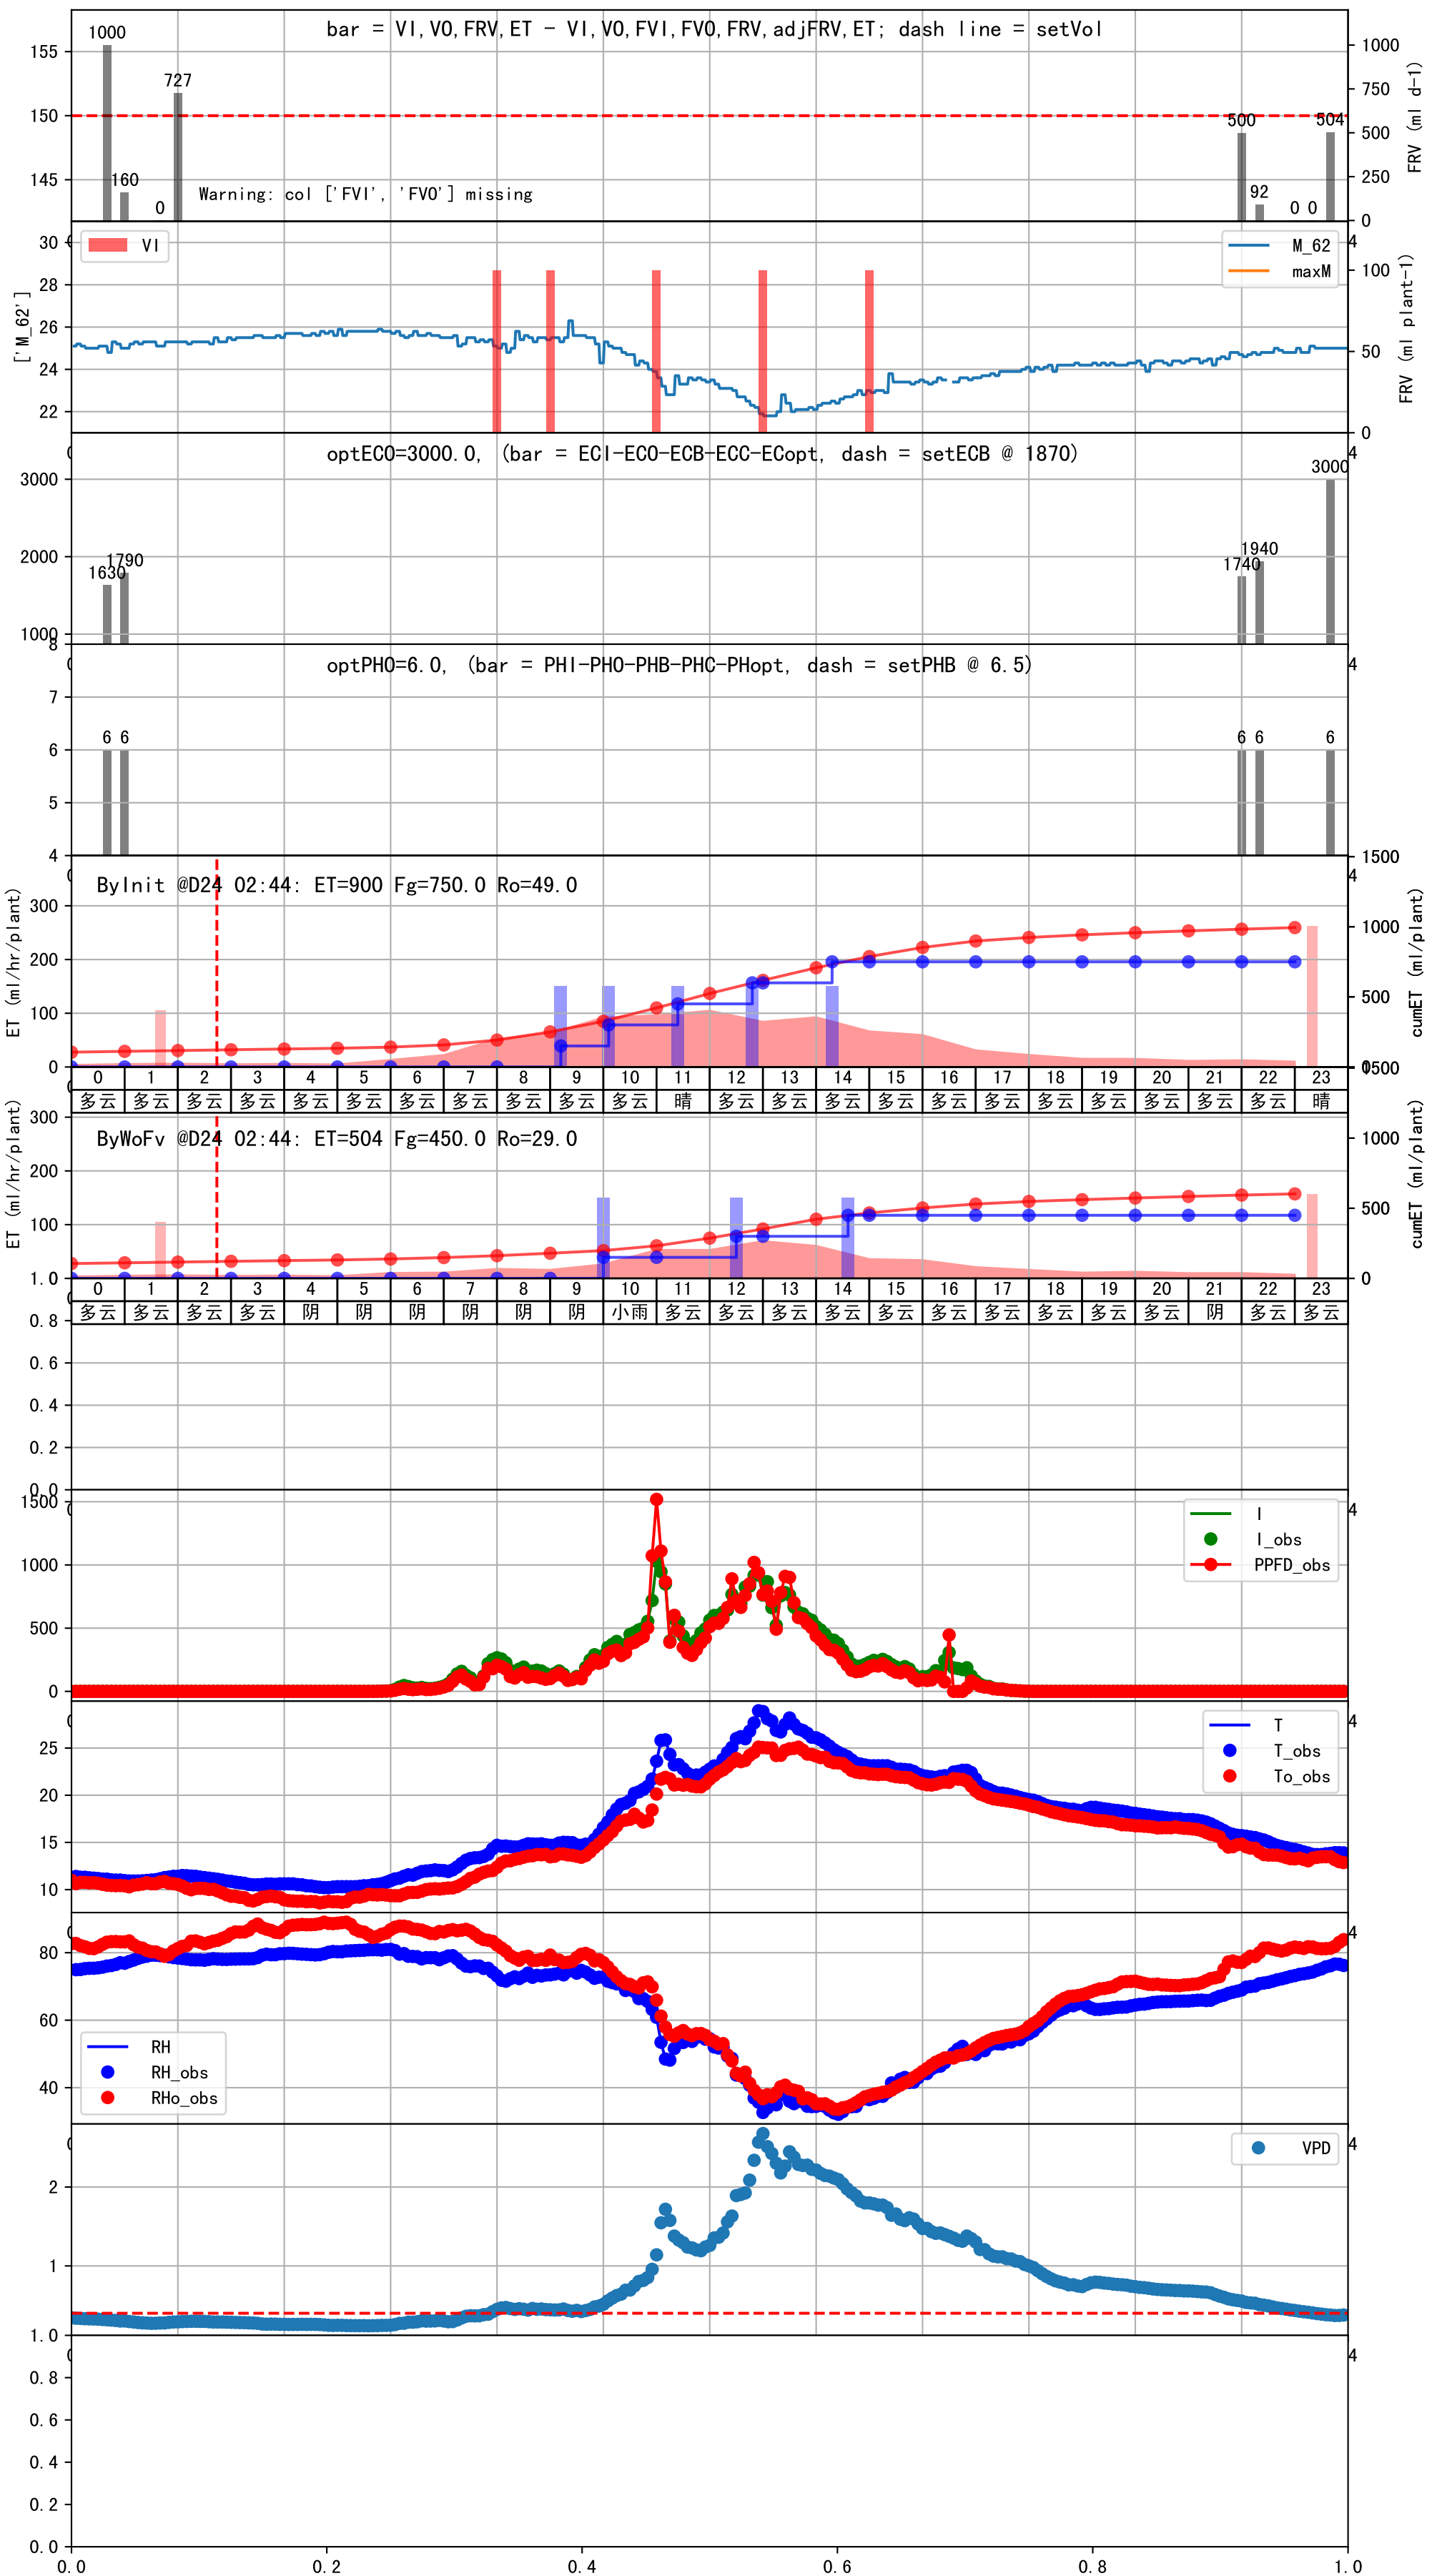 bar = VI,VO,FRV,ET - VI,VO,FVI,FVO,FRV,adjFRV,ET; dash line = setVol
1000
727
160
0
500
92
0 0
504
Warning: col ['FVI', 'FVO'] missing
155
150
145
1000
750
500
250
0
FRV (ml d-1)
VI
M_62
maxM
['M_62']
30
28
26
24
22
100
50
0
FRV (ml plant-1)
optECO=3000.0, (bar = ECI-ECO-ECB-ECC-ECopt, dash = setECB @ 1870)
3000
2000
1000
1630
1790
1740
1940
3000
optPHO=6.0, (bar = PHI-PHO-PHB-PHC-PHopt, dash = setPHB @ 6.5)
8
7
6
5
4
6 6
6 6
6
ByInit @D24 02:44: ET=900 Fg=750.0 Ro=49.0
ET (ml/hr/plant)
300
200
100
0
1500
1000
500
0
cumET (ml/plant)
0 1 2 3 4 5 6 7 8 9 10 11 12 13 14 15 16 17 18 19 20 21 22 23
多云 多云 多云 多云 多云 多云 多云 多云 多云 多云 多云 晴 多云 多云 多云 多云 多云 多云 多云 多云 多云 多云 多云 晴
ByWoFv @D24 02:44: ET=504 Fg=450.0 Ro=29.0
ET (ml/hr/plant)
300
200
100
1500
1000
500
0
cumET (ml/plant)
0 1 2 3 4 5 6 7 8 9 10 11 12 13 14 15 16 17 18 19 20 21 22 23
多云 多云 多云 多云 阴 阴 阴 阴 阴 阴 小雨 多云 多云 多云 多云 多云 多云 多云 多云 多云 多云 阴 多云 多云
1.0
0.8
0.6
0.4
0.2
0.0
I
I_obs
PPFD_obs
1500
1000
500
0
T
T_obs
To_obs
25
20
15
10
RH
RH_obs
RHo_obs
80
60
40
VPD
2
1
1.0
0.8
0.6
0.4
0.2
0.0
0.0 0.2 0.4 0.6 0.8 1.0